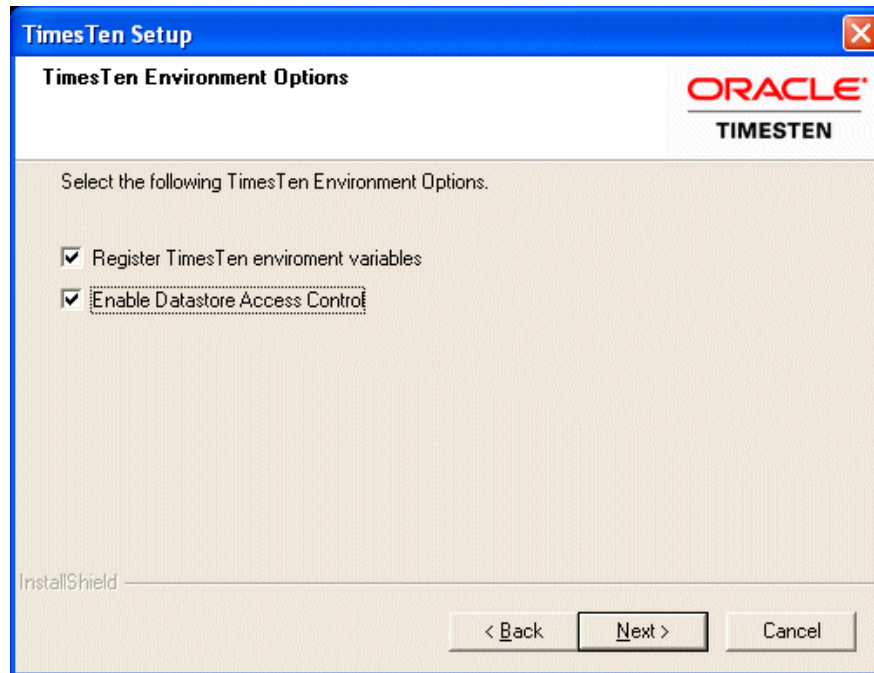 TimesTen Setup
TimesTen Environment Options
ORACLE
TIMESTEN
Select the following TimesTen Environment Options.
Register TimesTen enviroment variables
Enable Datastore Access Control
InstallShield
< Back Next > Cancel